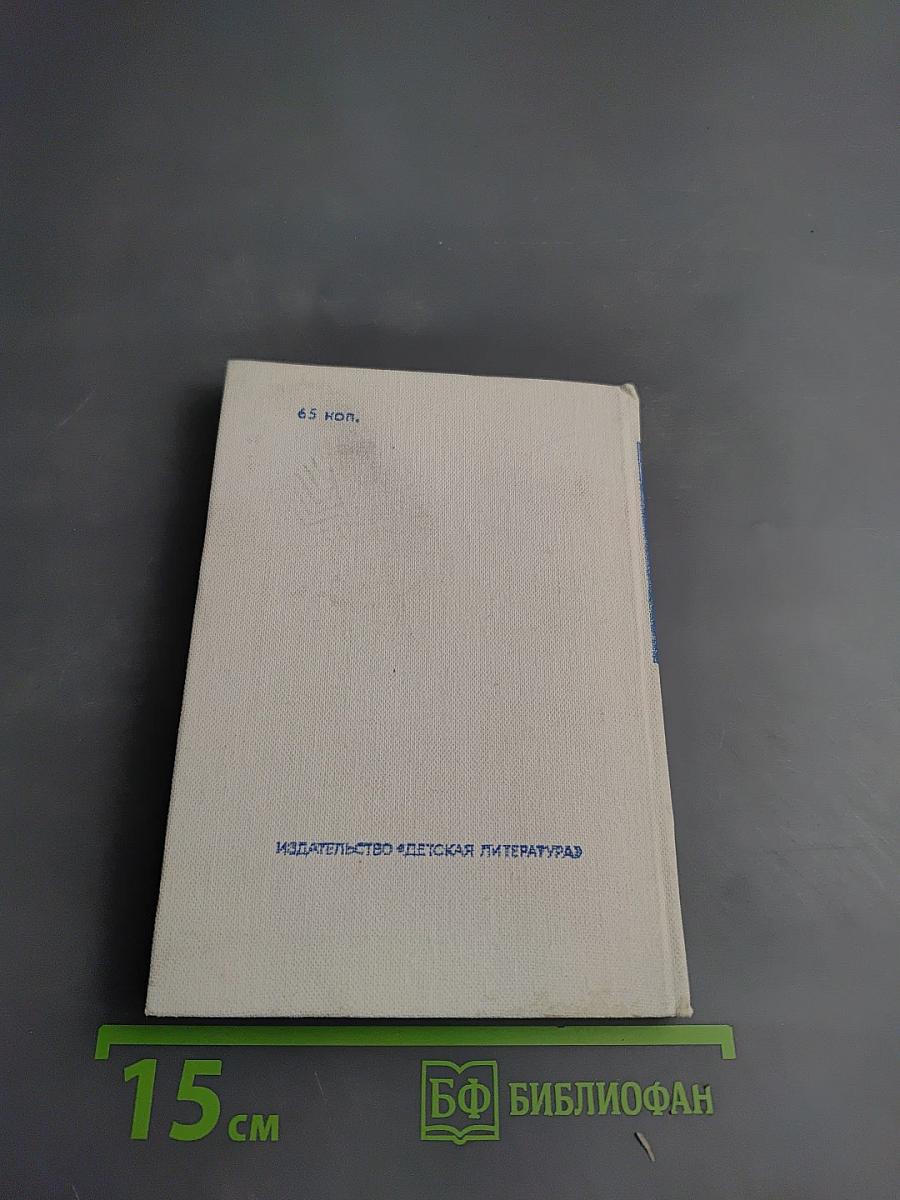 65 коп.
ИЗДАТЕЛЬСТВО «ДЕТСКАЯ ЛИТЕРАТУРА»
15 см
БФ БИБЛИОФАН